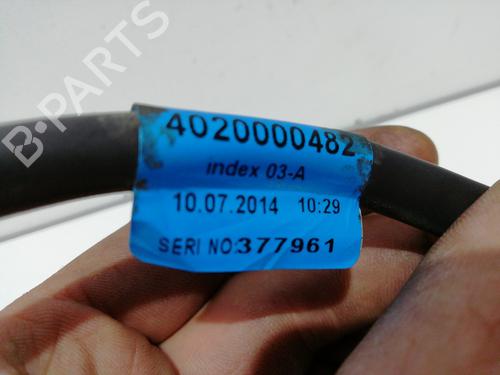 B-PARTS
4020000482
index 03-A
10.07.2014 10:29
SERI NO:377961